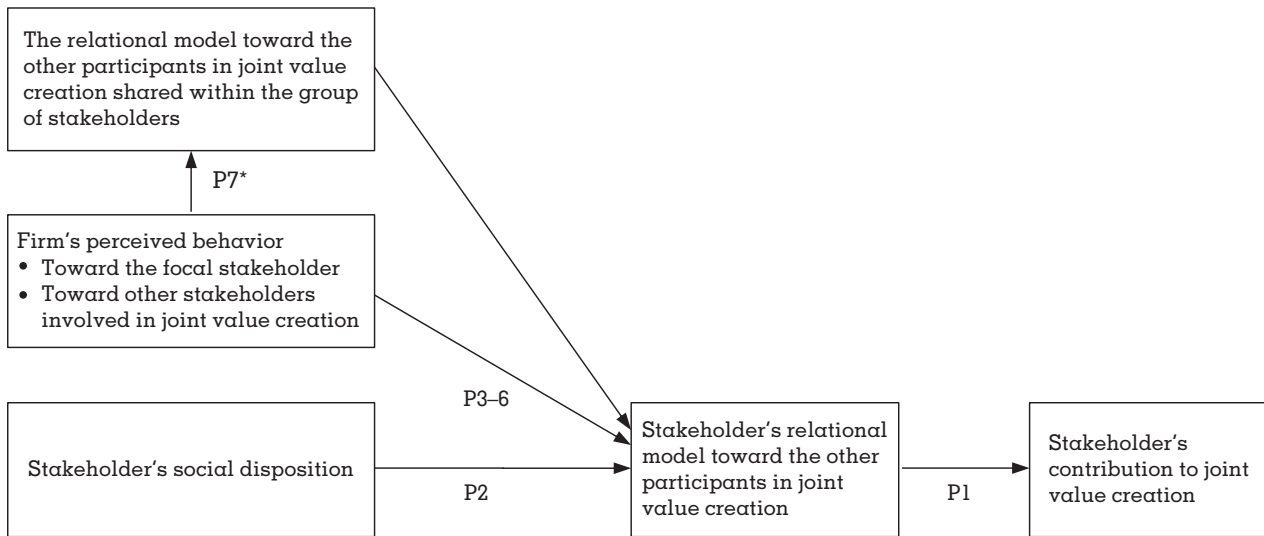 The relational model toward the
other participants in joint value
creation shared within the group
of stakeholders
P7*
Firm's perceived behavior
• Toward the focal stakeholder
• Toward other stakeholders
involved in joint value creation
P3–6
Stakeholder's social disposition
P2
Stakeholder's relational
model toward the other
participants in joint
value creation
P1
Stakeholder's
contribution to joint
value creation